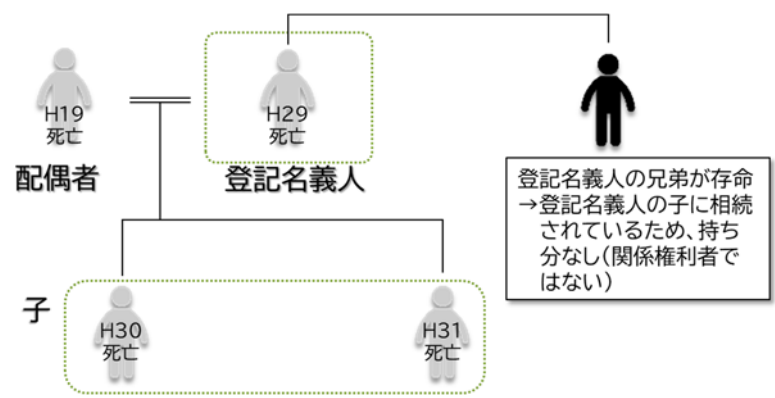 H19
死亡
H29
死亡
配偶者
登記名義人
登記名義人の兄弟が存命
→登記名義人の子に相続
されているため、持ち
分なし（関係権利者で
はない）
子
H30
死亡
H31
死亡